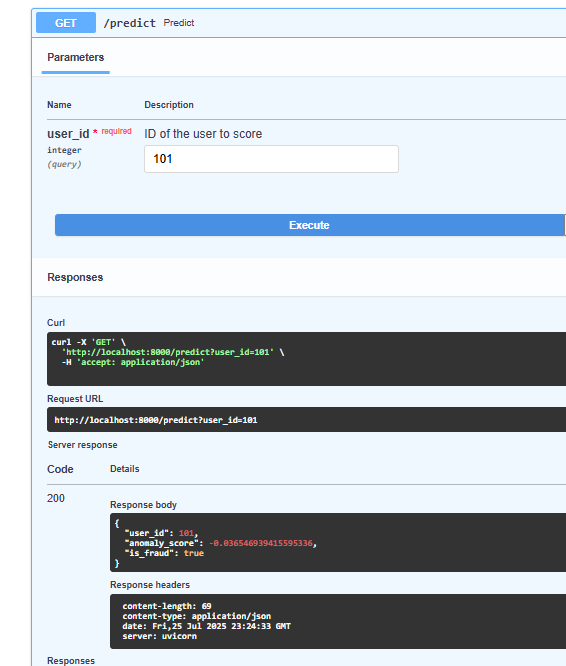 GET /predict Predict
Parameters
Name Description
user_id * required ID of the user to score
integer
(query)
101
Execute
Responses
Curl
curl -X 'GET' \
'http://localhost:8000/predict?user_id=101' \
-H 'accept: application/json'
Request URL
http://localhost:8000/predict?user_id=101
Server response
Code Details
200
Response body
{
"user_id": 101,
"anomaly_score": -0.036546939415595336,
"is_fraud": true
}
Response headers
content-length: 69
content-type: application/json
date: Fri,25 Jul 2025 23:24:33 GMT
server: uvicorn
Responses